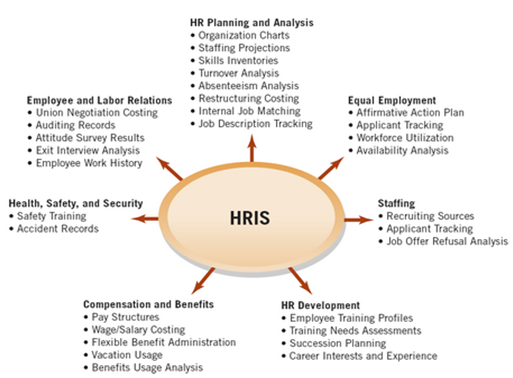 HR Planning and Analysis
• Organization Charts
• Staffing Projections
• Skills Inventories
• Turnover Analysis
• Absenteeism Analysis
• Restructuring Costing
• Internal Job Matching
• Job Description Tracking
Employee and Labor Relations
• Union Negotiation Costing
• Auditing Records
• Attitude Survey Results
• Exit Interview Analysis
• Employee Work History
Equal Employment
• Affirmative Action Plan
• Applicant Tracking
• Workforce Utilization
• Availability Analysis
Health, Safety, and Security
• Safety Training
• Accident Records
HRIS
Staffing
• Recruiting Sources
• Applicant Tracking
• Job Offer Refusal Analysis
Compensation and Benefits
• Pay Structures
• Wage/Salary Costing
• Flexible Benefit Administration
• Vacation Usage
• Benefits Usage Analysis
HR Development
• Employee Training Profiles
• Training Needs Assessments
• Succession Planning
• Career Interests and Experience